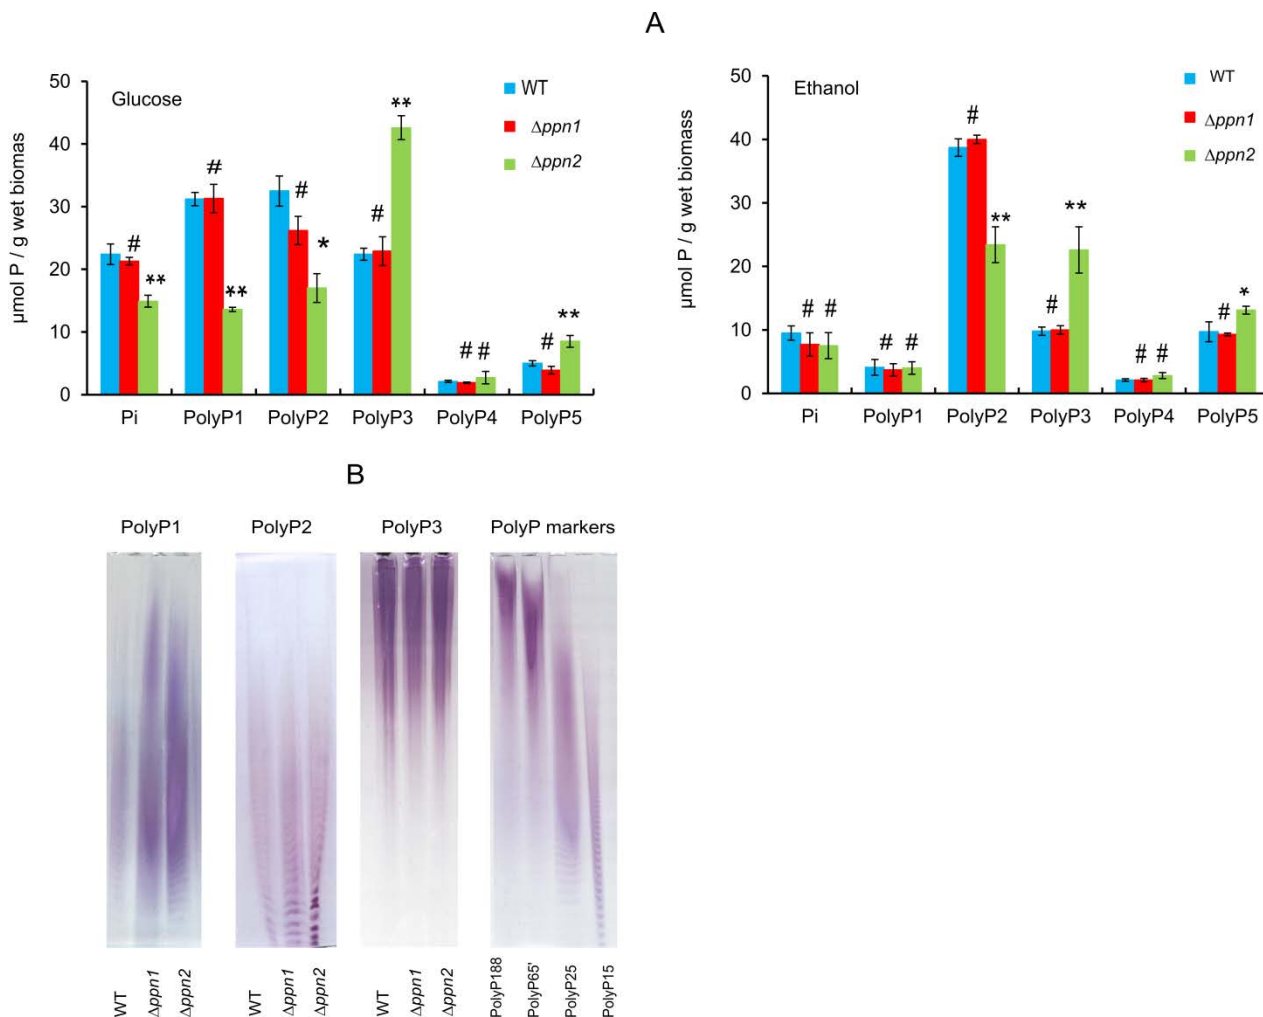 A
Glucose
WT
Δppn1
Δppn2
µmol P / g wet biomas
50
40
30
20
10
0
#
**
#
**
#
*
#
**
# #
#
**
Pi PolyP1 PolyP2 PolyP3 PolyP4 PolyP5
Ethanol
WT
Δppn1
Δppn2
µmol P / g wet biomass
50
40
30
20
10
0
# #
# #
#
**
#
**
# #
#
*
Pi PolyP1 PolyP2 PolyP3 PolyP4 PolyP5
B
PolyP1 PolyP2 PolyP3 PolyP markers
WT Δppn1 Δppn2
WT Δppn1 Δppn2
WT Δppn1 Δppn2
PolyP188 PolyP65' PolyP25 PolyP15